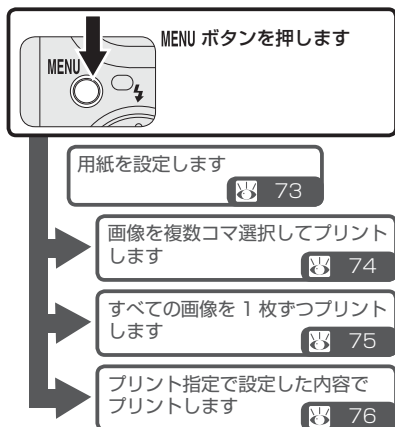 MENU ボタンを押します
MENU
用紙を設定します
73
画像を複数コマ選択してプリント
します
74
すべての画像を 1 枚ずつプリント
します
75
プリント指定で設定した内容で
プリントします
76